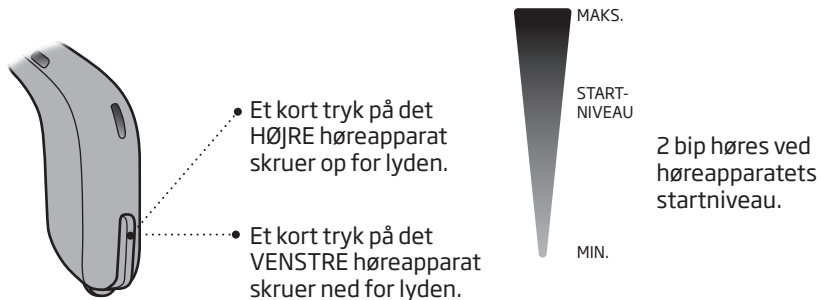 • Et kort tryk på det
HØJRE høreapparat
skruer op for lyden.
• Et kort tryk på det
VENSTRE høreapparat
skruer ned for lyden.
MAKS.
START-
NIVEAU
MIN.
2 bip høres ved
høreapparatets
startniveau.